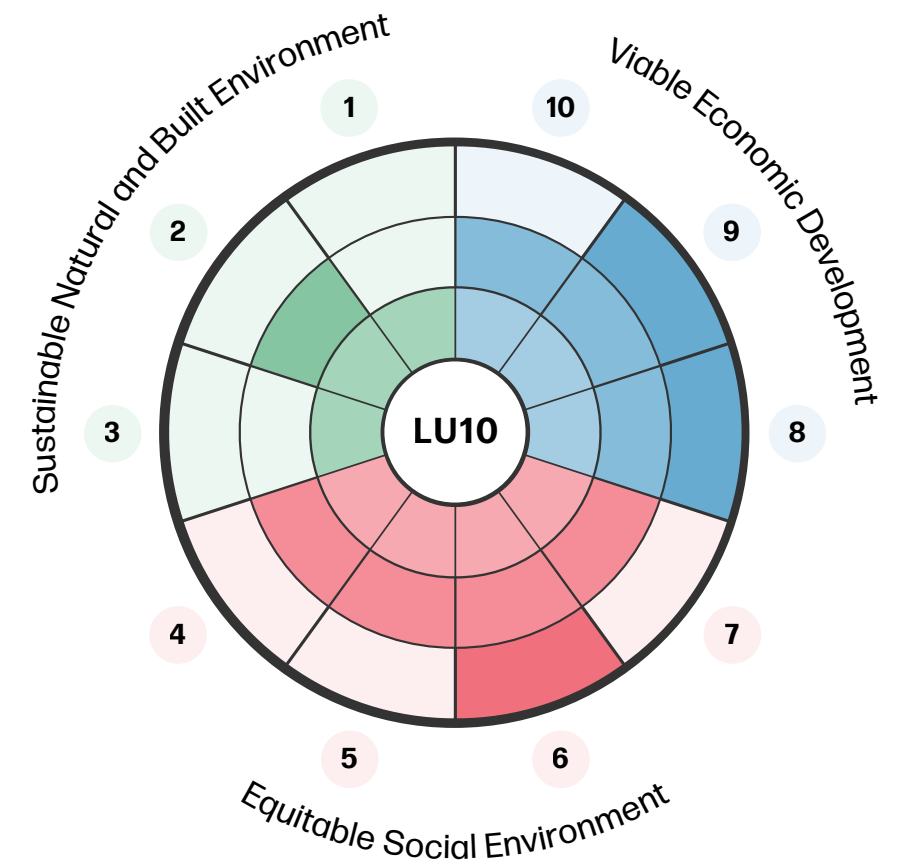 Sustainable Natural and Built Environment
Viable Economic Development
1
10
2
9
3
LU10
8
4
7
5
6
Equitable Social Environment